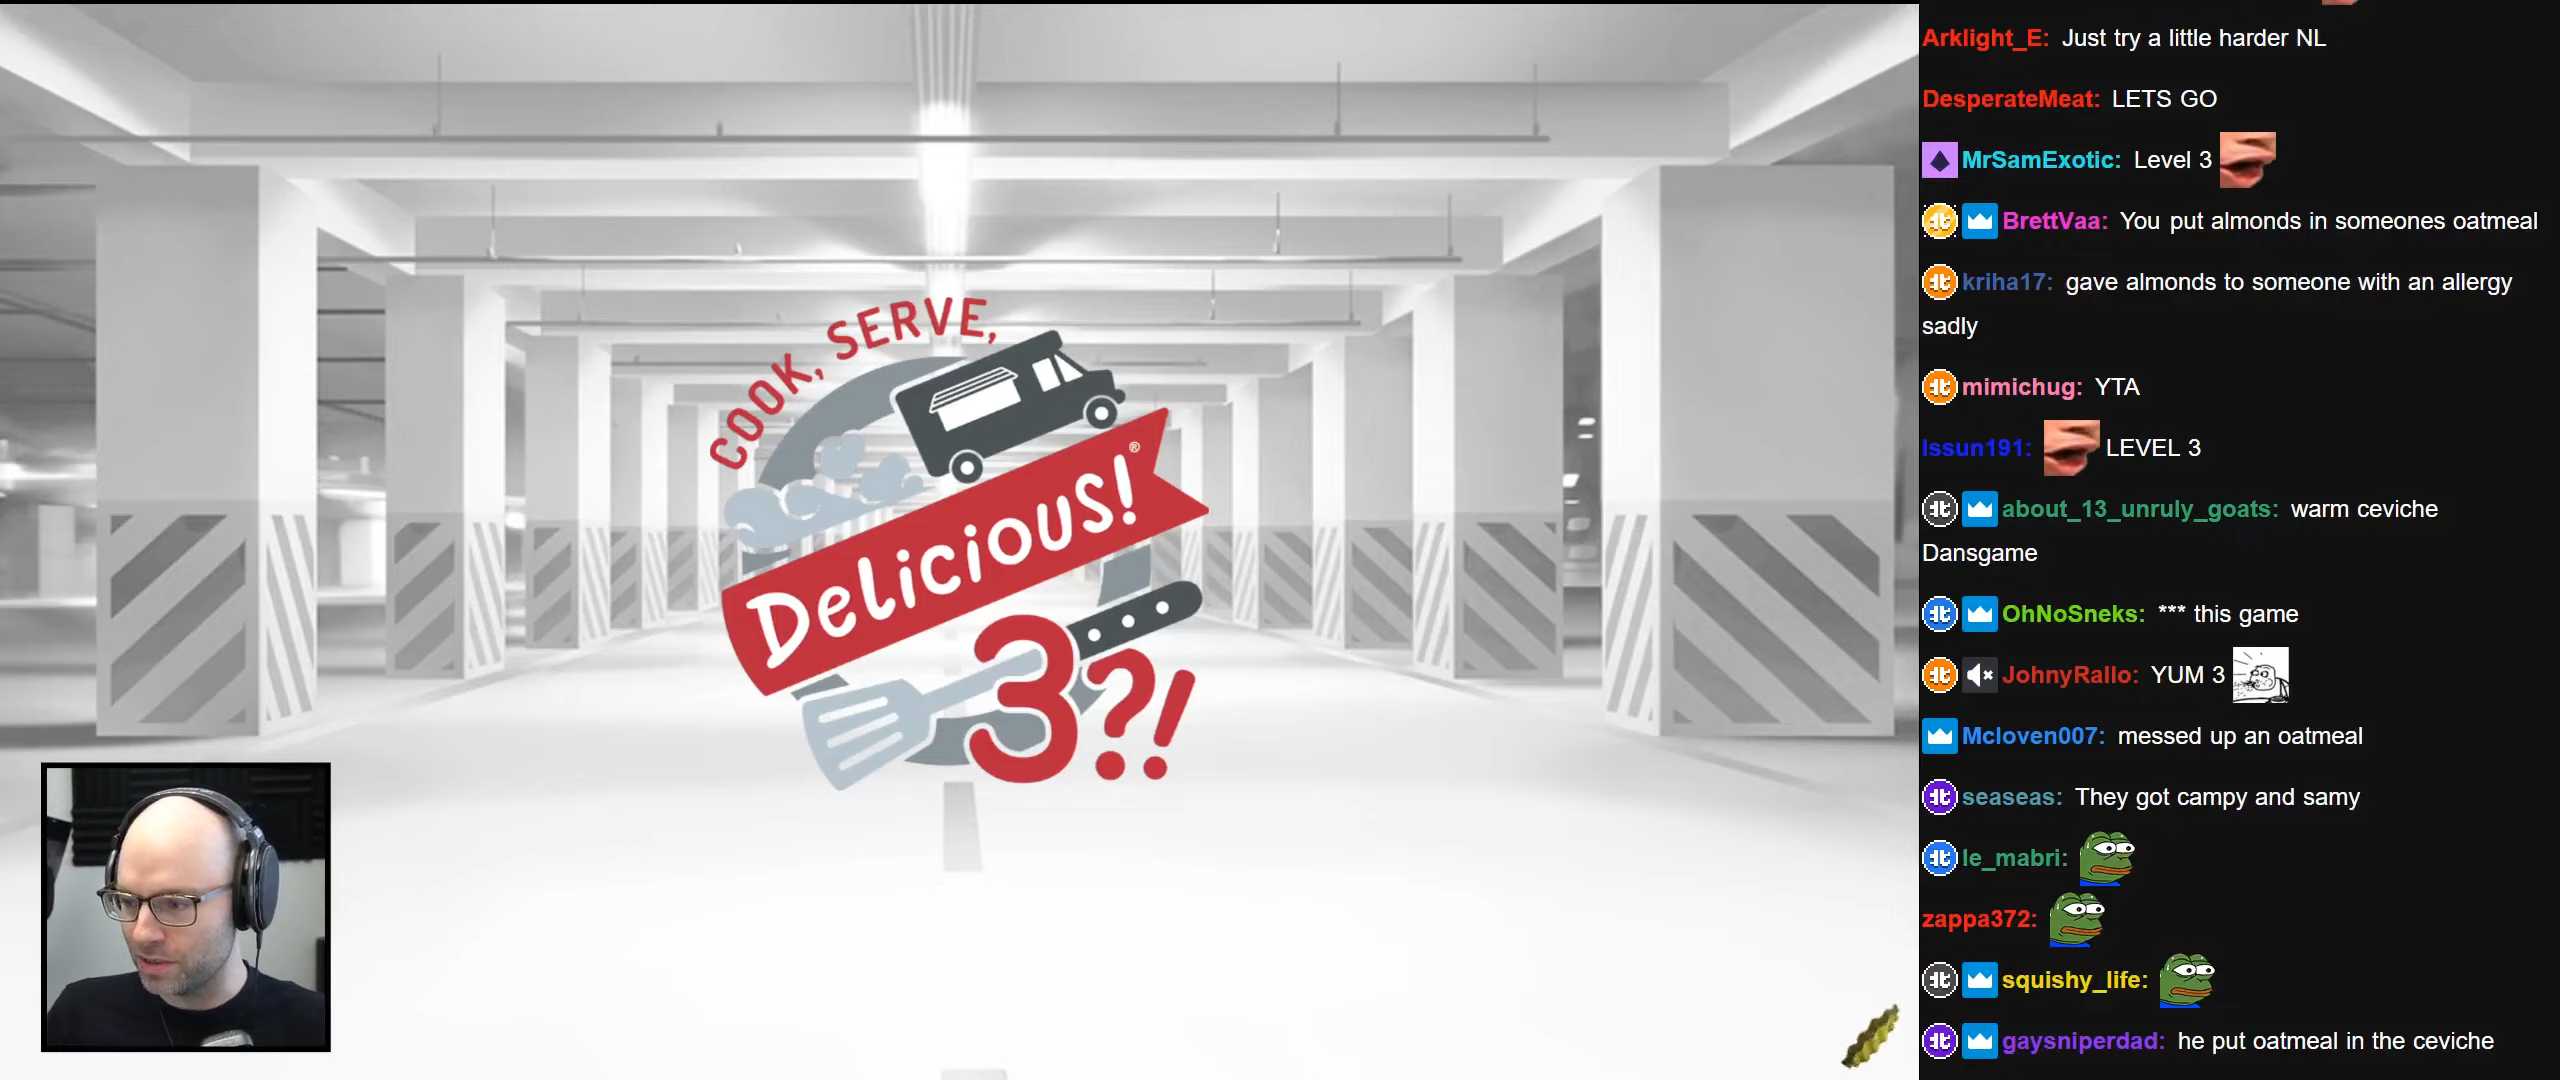 COOK, SERVE,
Delicious!®
3?!
Arklight_E: Just try a little harder NL
DesperateMeat: LETS GO
MrSamExotic: Level 3
BrettVaa: You put almonds in someones oatmeal
kriha17: gave almonds to someone with an allergy
sadly
mimichug: YTA
Issun191: LEVEL 3
about_13_unruly_goats: warm ceviche
Dansgame
OhNoSneks: *** this game
JohnyRallo: YUM 3
Mcloven007: messed up an oatmeal
seaseas: They got campy and samy
le_mabri:
zappa372:
squishy_life:
gaysniperdad: he put oatmeal in the ceviche